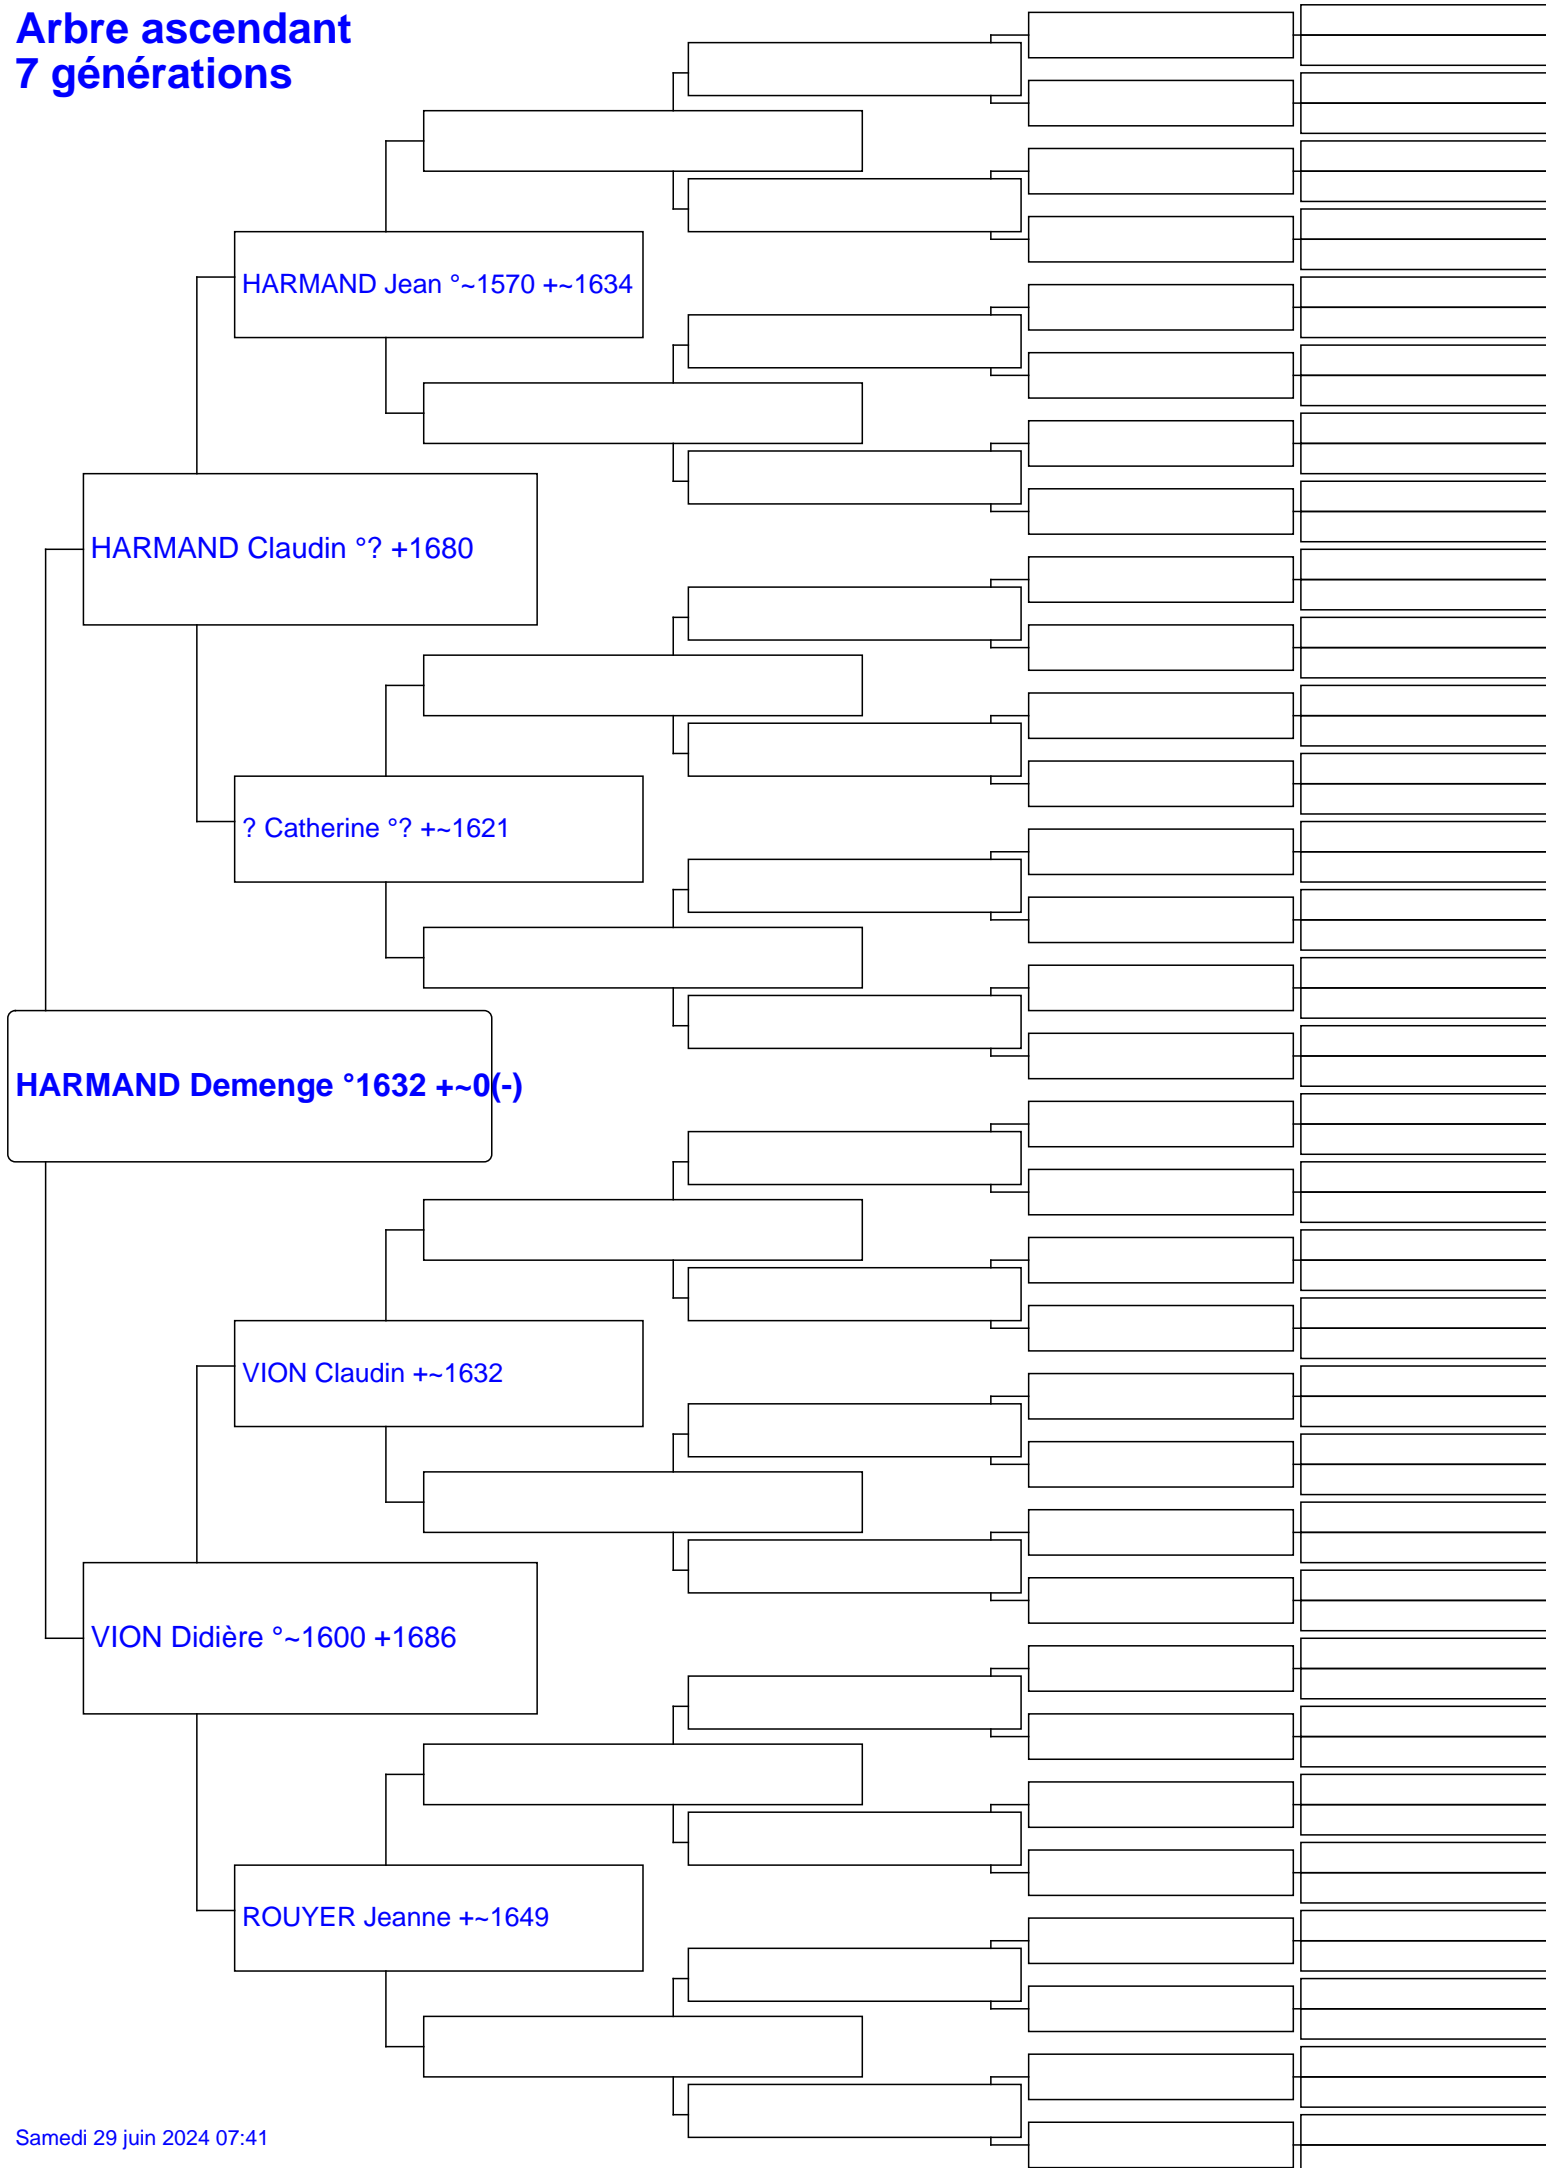 Arbre ascendant
7 générations
HARMAND Jean °~1570 +~1634
HARMAND Claudin °? +1680
? Catherine °? +~1621
HARMAND Demenge °1632 +~0(-)
VION Claudin +~1632
VION Didière °~1600 +1686
ROUYER Jeanne +~1649
Samedi 29 juin 2024 07:41